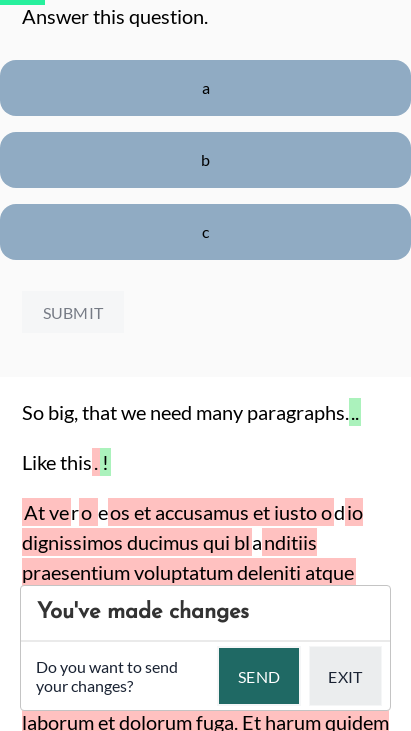 Answer this question.
a
b
c
SUBMIT
So big, that we need many paragraphs...
Like this.!
At vero eos et accusamus et iusto odio
dignissimos ducimus qui blanditiis
praesentium voluptatum deleniti atque
You've made changes
Do you want to send
your changes?
SEND
EXIT
laborum et dolorum fuga. Et harum quidem